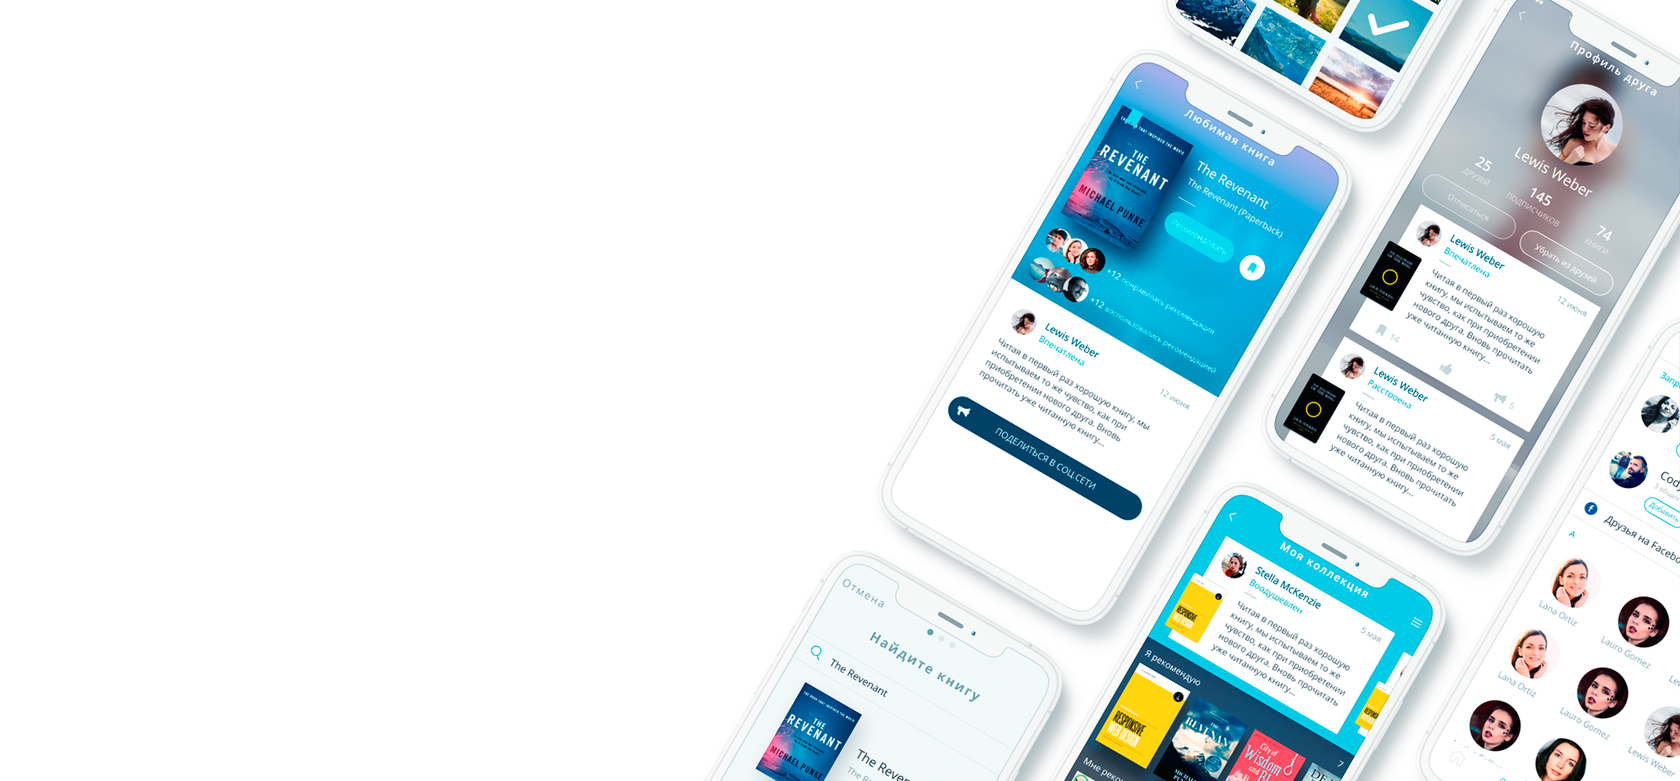 Любимая книга
THE
REVENANT
MICHAEL PUNKE
The Revenant
The Revenant (Paperback)
Рекомендовать
+12 понравилась рекомендация
+12 воспользовались рекомендацией
Lewis Weber
Впечатлена
12 июня
Читая в первый раз хорошую книгу, мы
испытываем то же чувство, как при
приобретении нового друга. Вновь
прочитать уже читанную книгу...
ПОДЕЛИТЬСЯ В СОЦ.СЕТИ
Профиль друга
Lewis Weber
25
ДРУЗЕЙ
145
ПОДПИСЧИКОВ
74
КНИГИ
Отписаться
Убрать из друзей
Lewis Weber
Впечатлена
12 июня
Читая в первый раз хорошую
книгу, мы испытываем то же
чувство, как при приобретении
нового друга. Вновь прочитать
уже читанную книгу...
14
5
Lewis Weber
Расстроена
5 мая
Читая в первый раз хорошую
книгу, мы испытываем то же
чувство, как при приобретении
нового друга. Вновь прочитать
уже читанную книгу...
Отмена
Найдите книгу
The Revenant
THE
REVENANT
MICHAEL PUNKE
The Revenant
Моя коллекция
Stella McKenzie
Воодушевлен
5 мая
Читая в первый раз хорошую
книгу, мы испытываем то же
чувство, как при приобретении
нового друга. Вновь прочитать
уже читанную книгу...
Я рекомендую
7
RESPONSIVE
WEB DESIGN
THE
REVENANT
City of
Wisdom
and
Мне реко
Запр
Cody
Добавить
Друзья на Facebo
A
Lana Ortiz
Lauro Gomez
Lana Ortiz
Lauro Gomez
Lewis Weber